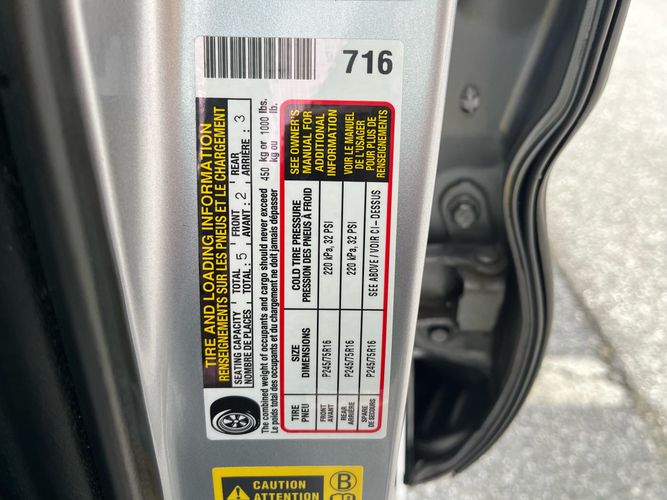 716
TIRE AND LOADING INFORMATION
RENSEIGNEMENTS SUR LES PNEUS ET LE CHARGEMENT
SEATING CAPACITY TOTAL FRONT REAR
NOMBRE DE PLACES TOTAL : 5 AVANT : 2 ARRIÈRE : 3
The combined weight of occupants and cargo should never exceed 450 kg or 1000 lbs.
Le poids total des occupants et du chargement ne doit jamais dépasser kg ou lb.
TIRE SIZE COLD TIRE PRESSURE
PNEU DIMENSIONS PRESSION DES PNEUS À FROID
FRONT P245/75R16 220 kPa, 32 PSI
AVANT
REAR P245/75R16 220 kPa, 32 PSI
ARRIÈRE
SPARE P245/75R16 SEE ABOVE / VOIR CI-DESSUS
DE SECOURS
SEE OWNER'S
MANUAL FOR
ADDITIONAL
INFORMATION
VOIR LE MANUEL
DE L'USAGER
POUR PLUS DE
RENSEIGNEMENTS
CAUTION B
ATTENTION